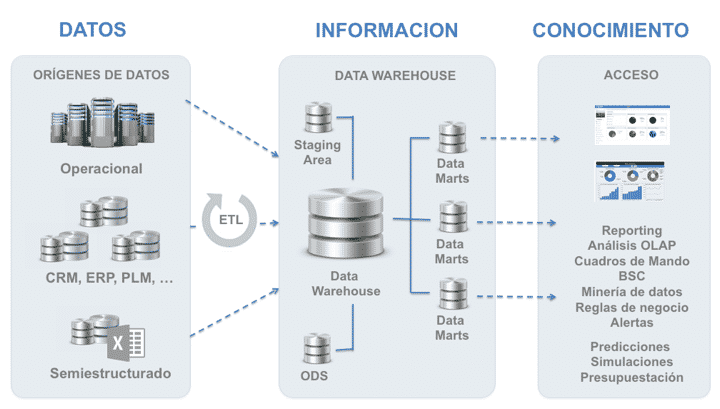 DATOS
INFORMACION
CONOCIMIENTO
ORÍGENES DE DATOS
Operacional
CRM, ERP, PLM, ...
X
Semiestructurado
ETL
DATA WAREHOUSE
Staging
Area
Data
Warehouse
ODS
Data
Marts
Data
Marts
Data
Marts
ACCESO
Reporting
Análisis OLAP
Cuadros de Mando
BSC
Minería de datos
Reglas de negocio
Alertas
Predicciones
Simulaciones
Presupuestación